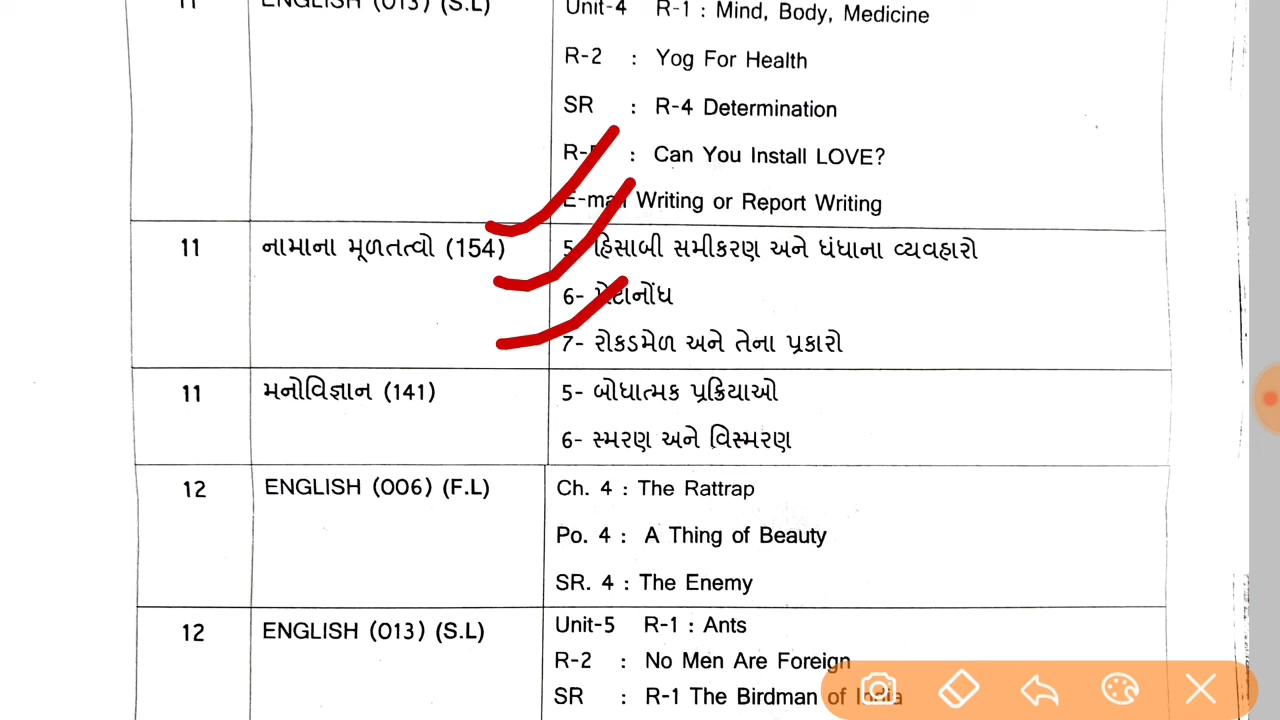 11 ENGLISH (013) (S.L) Unit-4 R-1 : Mind, Body, Medicine
R-2 : Yog For Health
SR : R-4 Determination
: Can You Install LOVE?
Writing or Report Writing
11 નામાના મૂળતત્વો (154) 5- હિસાબી સમીકરણ અને ધંધાના વ્યવહારો
6- પેટાનોંધ
7- રોકડમેળ અને તેના પ્રકારો
11 મનોવિજ્ઞાન (141) 5- બોધાત્મક પ્રક્રિયાઓ
6- સ્મરણ અને વિસ્મરણ
12 ENGLISH (006) (F.L) Ch. 4 : The Rattrap
Po. 4 : A Thing of Beauty
SR. 4 : The Enemy
12 ENGLISH (013) (S.L) Unit-5 R-1 : Ants
R-2 : No Men Are Foreign
SR : R-1 The Birdman of India